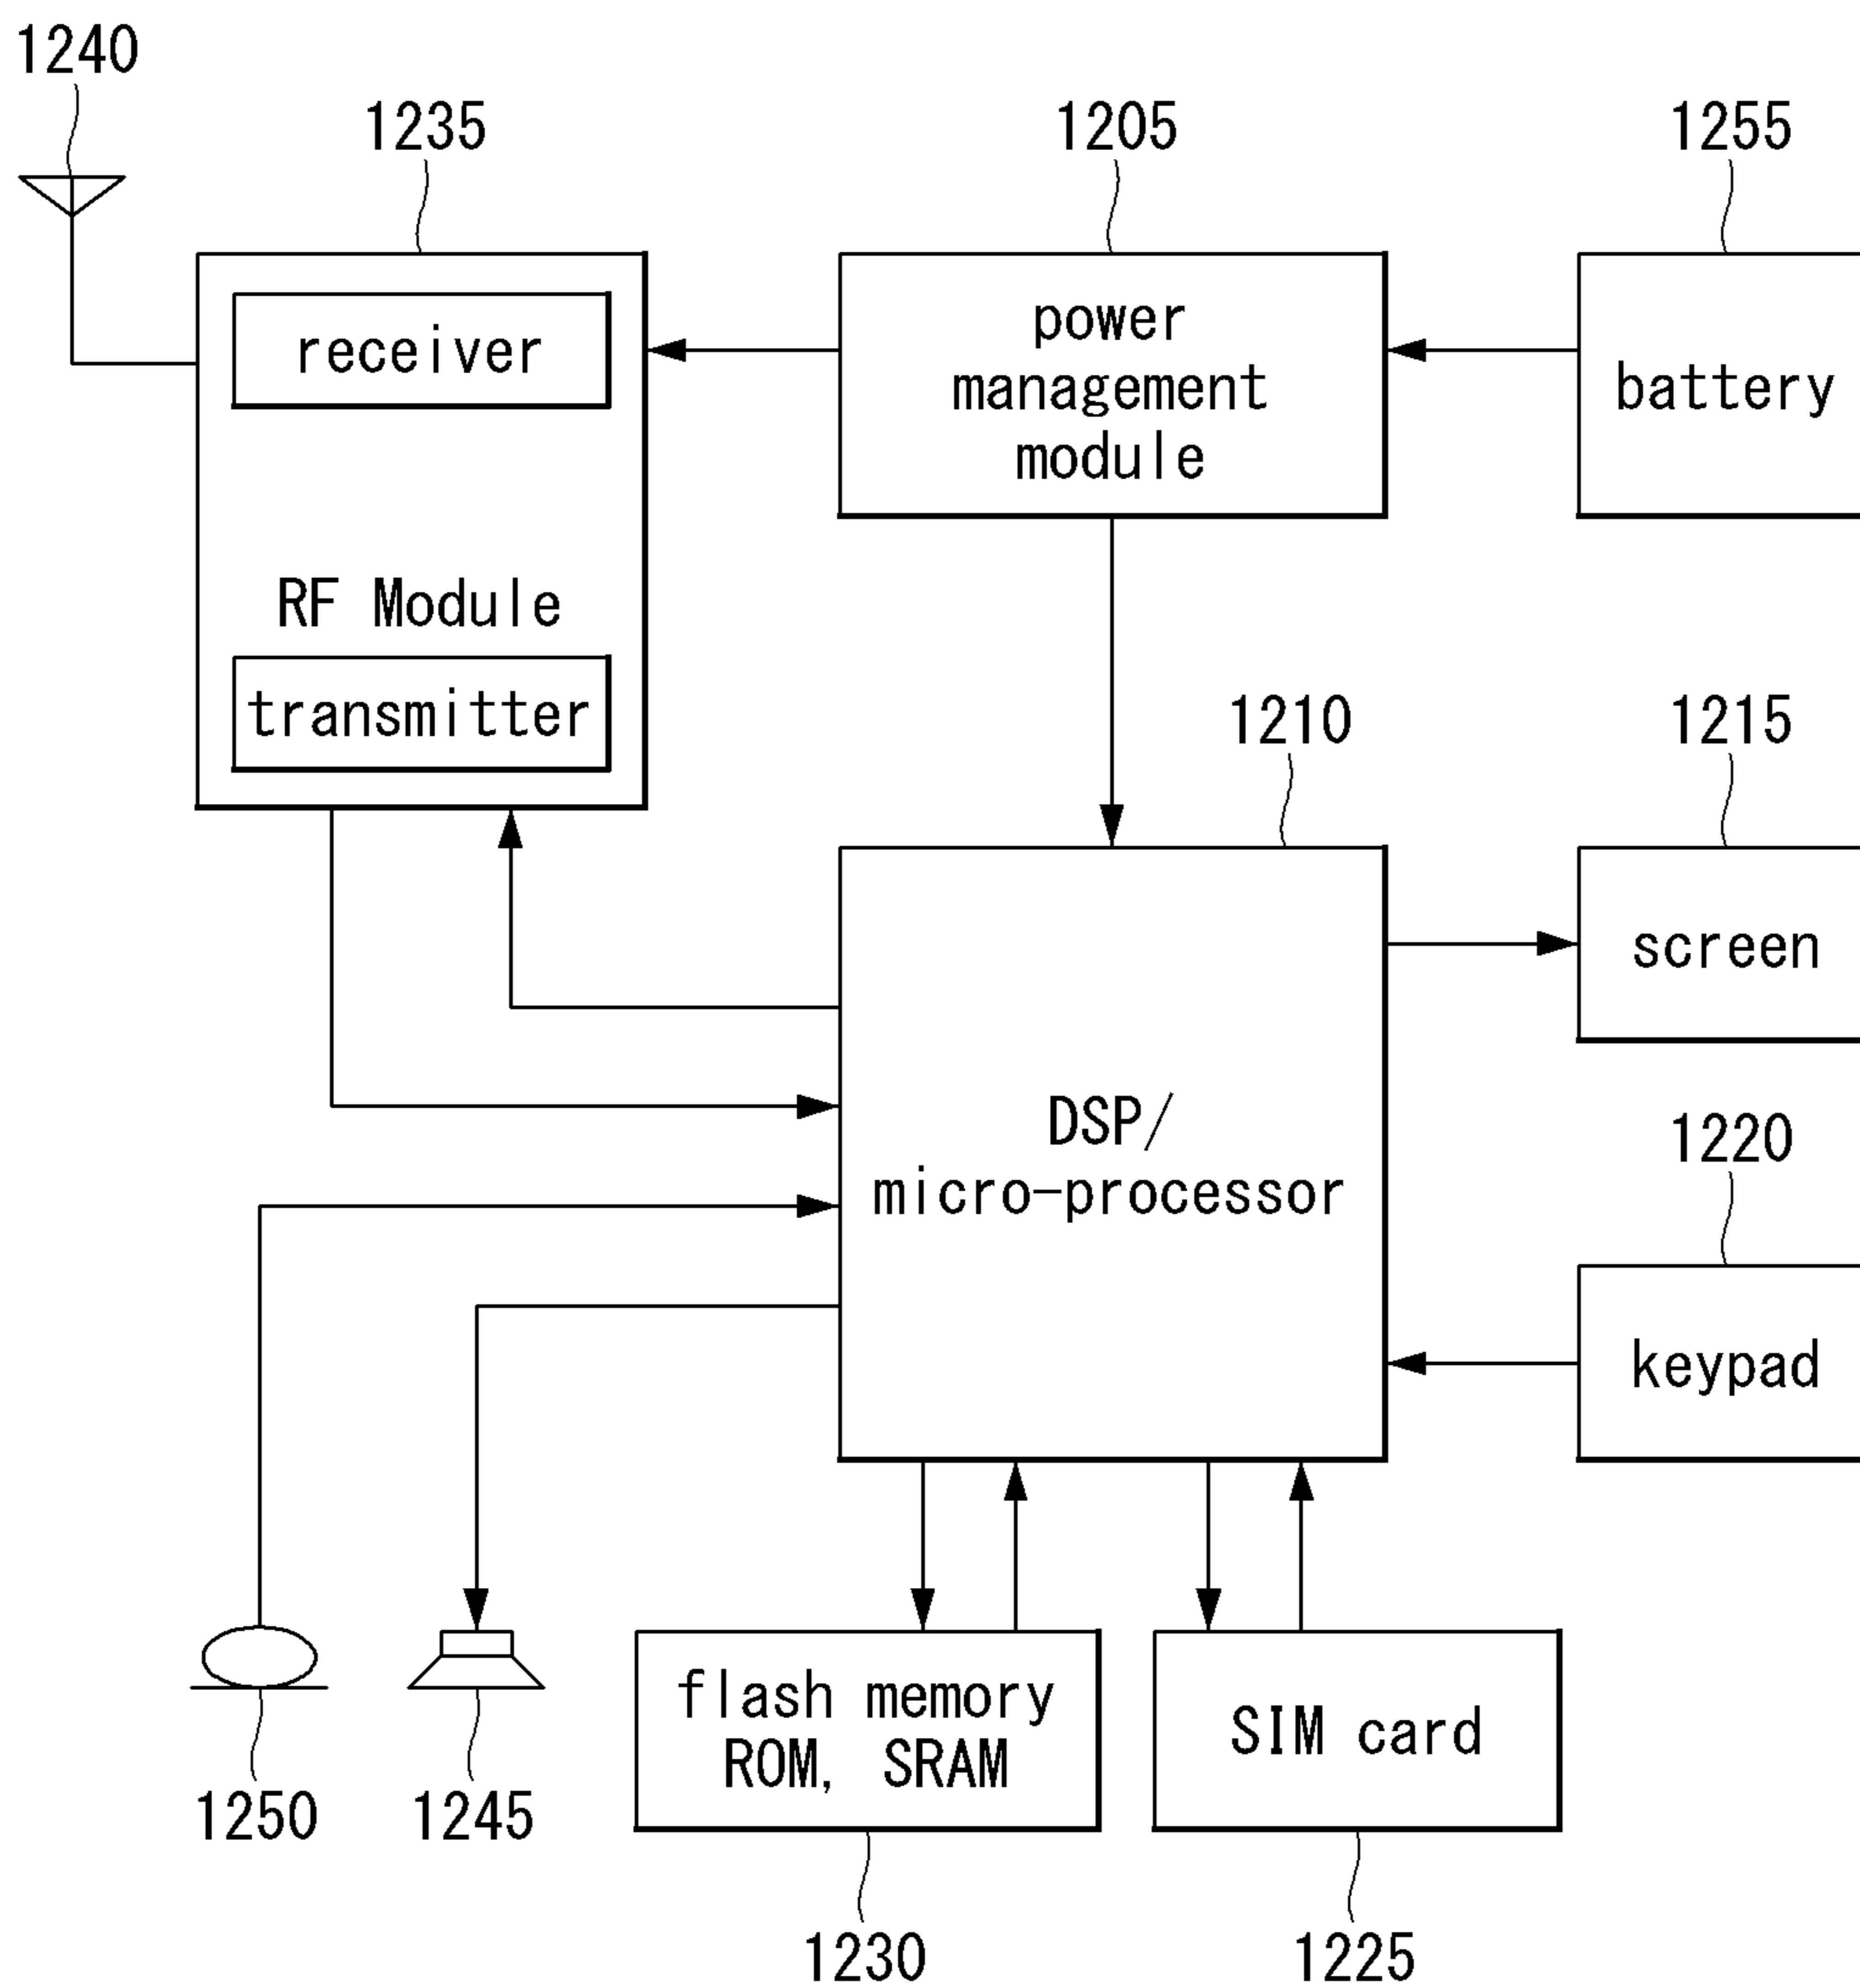 1240
1235
1205
1255
receiver
power
management
module
battery
RF Module
transmitter
1210
1215
screen
DSP/
micro-processor
1220
keypad
flash memory
ROM, SRAM
SIM card
1250
1245
1230
1225